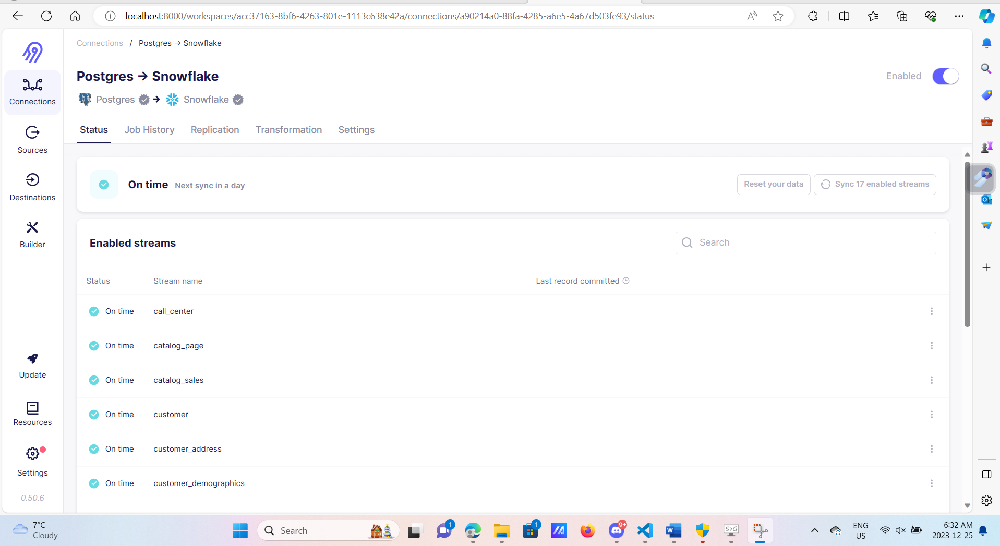 localhost:8000/workspaces/acc37163-8bf6-4263-801e-1113c638e42a/connections/a90214a0-88fa-4285-a6e5-4a67d503fe93/status
Connections / Postgres → Snowflake
Postgres → Snowflake
Enabled
Postgres → Snowflake
Status Job History Replication Transformation Settings
Connections
Sources
Destinations
Builder
Update
Resources
Settings
0.50.6
On time Next sync in a day
Reset your data Sync 17 enabled streams
Enabled streams
Search
Status Stream name Last record committed
On time call_center
On time catalog_page
On time catalog_sales
On time customer
On time customer_address
On time customer_demographics
7°C
Cloudy
Search
1
1
9+
S>G
ENG
US
6:32 AM
2023-12-25